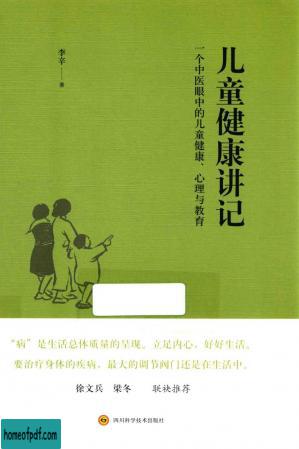 儿童健康讲记
一个中医眼中的儿童健康、心理与教育
李辛——著
“病”是生活总体质量的呈现。立足内心，好好生活。
要治疗身体的疾病，最大的调节阀门还是在生活中。
徐文兵 梁冬 联袂推荐
四川科学技术出版社
homeofpdf.com